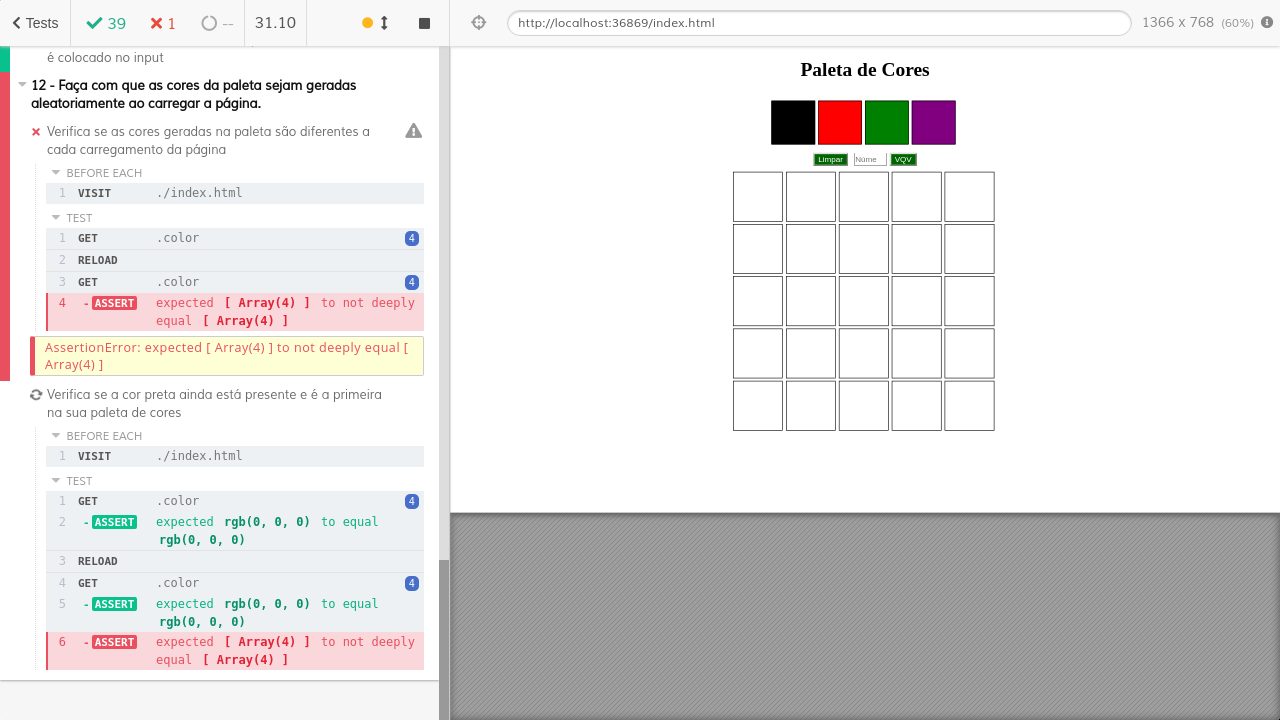 Tests
39
1
--
31.10
http://localhost:36869/index.html
1366 x 768 (60%)
é colocado no input
12 - Faça com que as cores da paleta sejam geradas
aleatoriamente ao carregar a página.
Verifica se as cores geradas na paleta são diferentes a
cada carregamento da página
BEFORE EACH
1 VISIT ./index.html
TEST
1 GET .color 4
2 RELOAD
3 GET .color 4
4 - ASSERT expected [ Array(4) ] to not deeply
equal [ Array(4) ]
AssertionError: expected [ Array(4) ] to not deeply equal [
Array(4) ]
Verifica se a cor preta ainda está presente e é a primeira
na sua paleta de cores
BEFORE EACH
1 VISIT ./index.html
TEST
1 GET .color 4
2 - ASSERT expected rgb(0, 0, 0) to equal
rgb(0, 0, 0)
3 RELOAD
4 GET .color 4
5 - ASSERT expected rgb(0, 0, 0) to equal
rgb(0, 0, 0)
6 - ASSERT expected [ Array(4) ] to not deeply
equal [ Array(4) ]
Paleta de Cores
Limpar Núme VQV